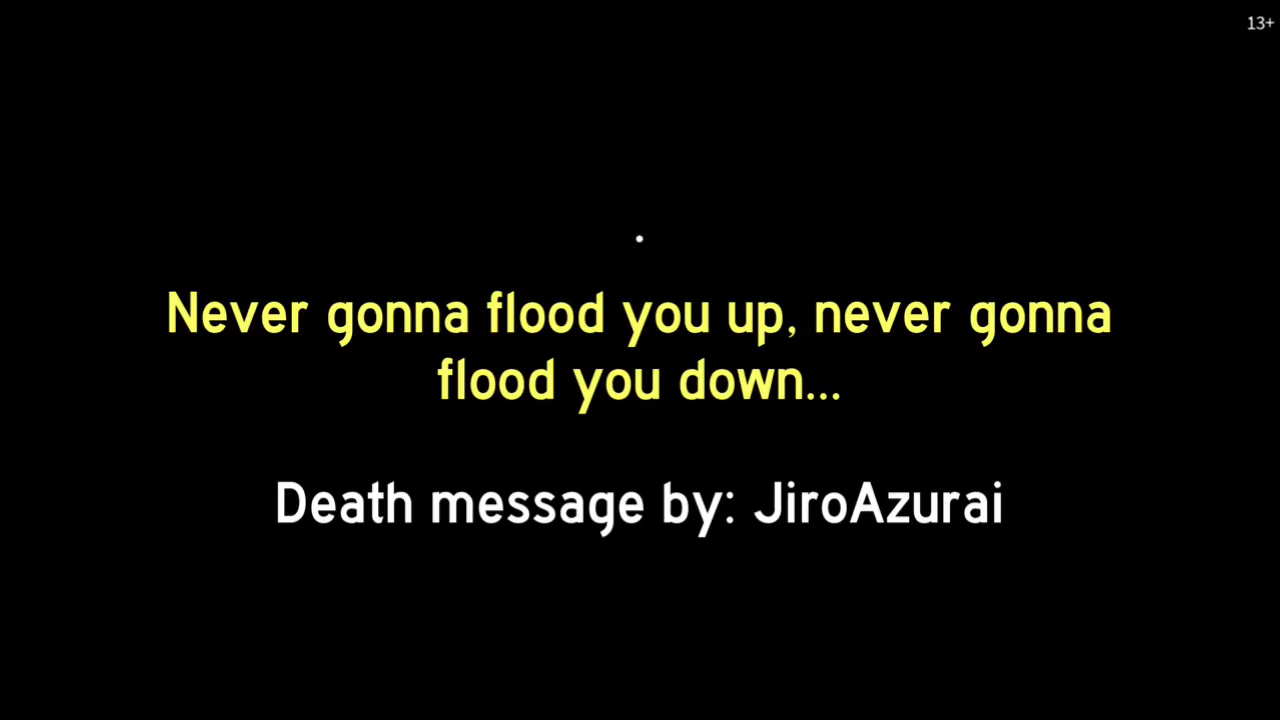 13+
Never gonna flood you up, never gonna
flood you down...
Death message by: JiroAzurai